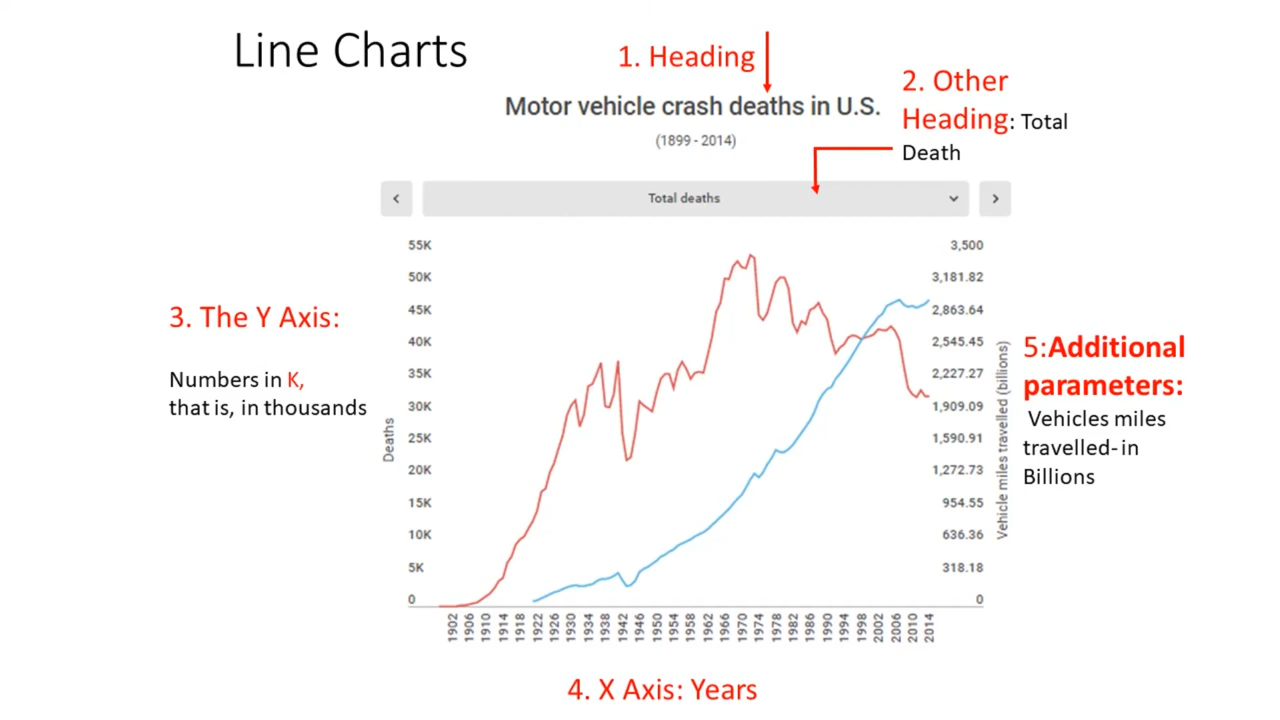 Line Charts
1. Heading
2. Other
Heading: Total
Death
Motor vehicle crash deaths in U.S.
(1899 - 2014)
Total deaths
3. The Y Axis:
Numbers in K,
that is, in thousands
Deaths
55K
50K
45K
40K
35K
30K
25K
20K
15K
10K
5K
0
3,500
3,181.82
2,863.64
2,545.45
2,227.27
1,909.09
1,590.91
1,272.73
954.55
636.36
318.18
0
Vehicle miles travelled (billions)
5:Additional
parameters:
Vehicles miles
travelled- in
Billions
1902
1906
1910
1914
1918
1922
1926
1930
1934
1938
1942
1946
1950
1954
1958
1962
1966
1970
1974
1978
1982
1986
1990
1994
1998
2002
2006
2010
2014
4. X Axis: Years